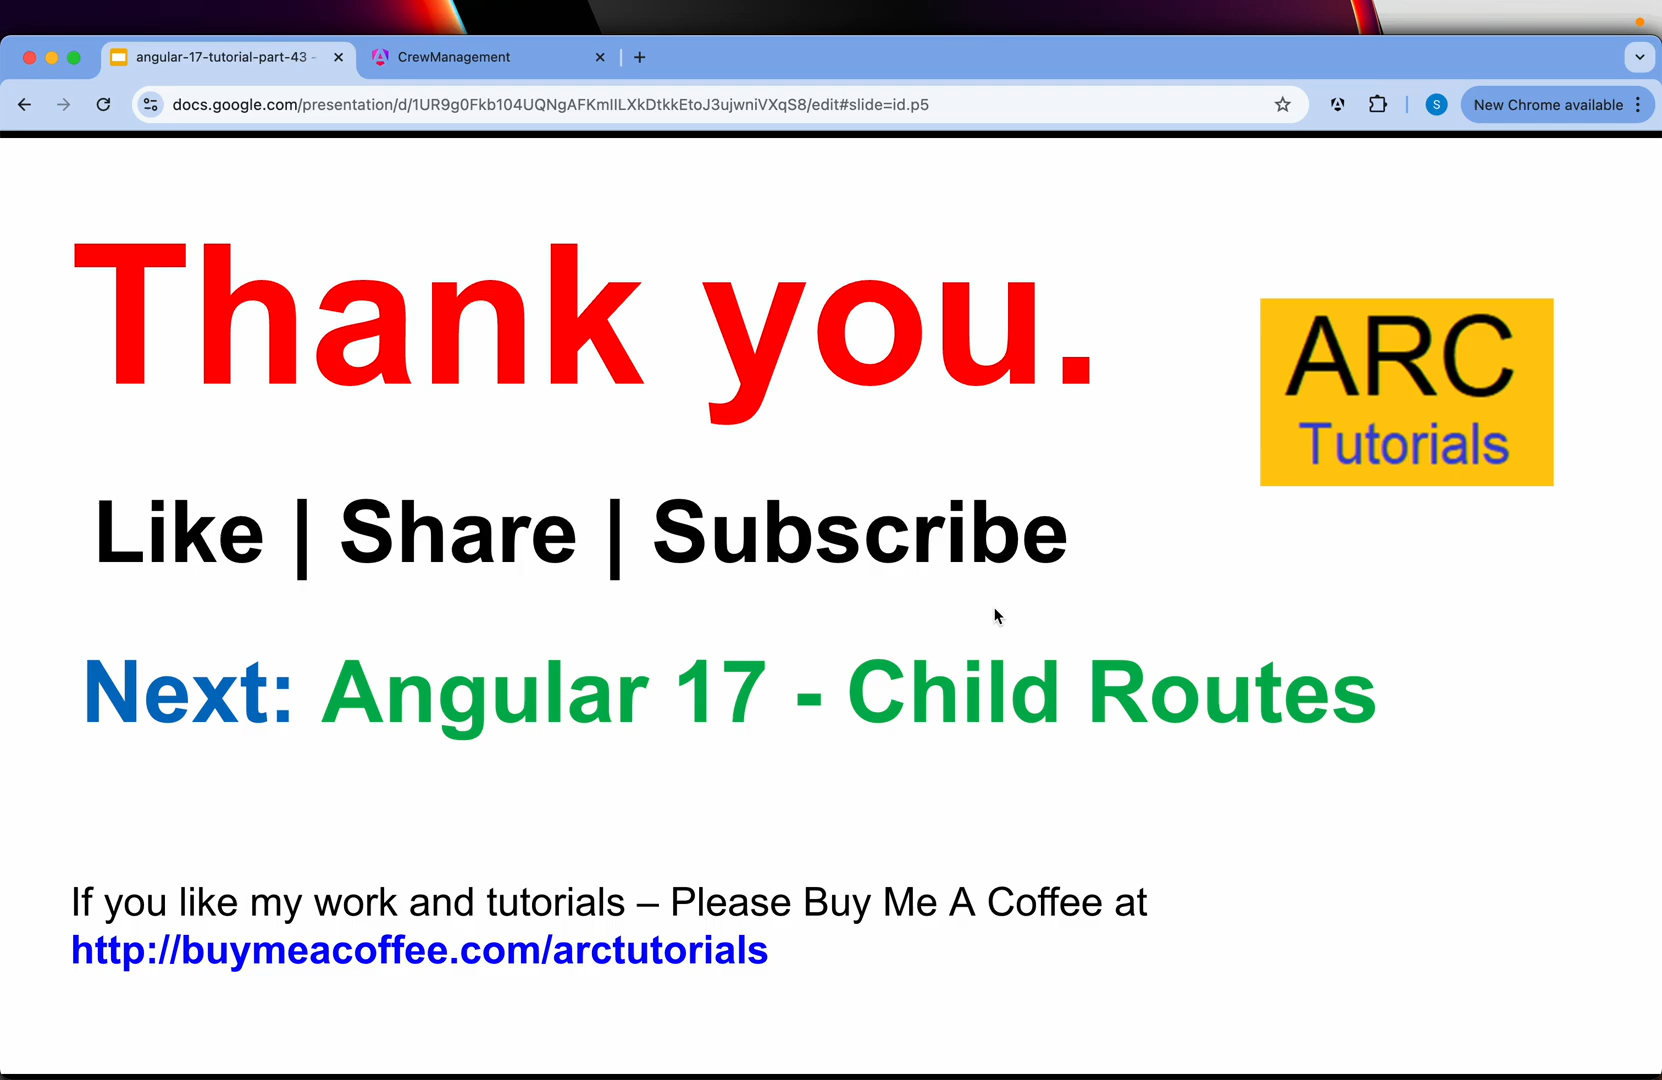 angular-17-tutorial-part-43 -
CrewManagement
docs.google.com/presentation/d/1UR9g0Fkb104UQNgAFKmIlLXkDtkkEtoJ3ujwniVXqS8/edit#slide=id.p5
S
New Chrome available
Thank you.
ARC
Tutorials
Like | Share | Subscribe
Next: Angular 17 - Child Routes
If you like my work and tutorials – Please Buy Me A Coffee at
http://buymeacoffee.com/arctutorials